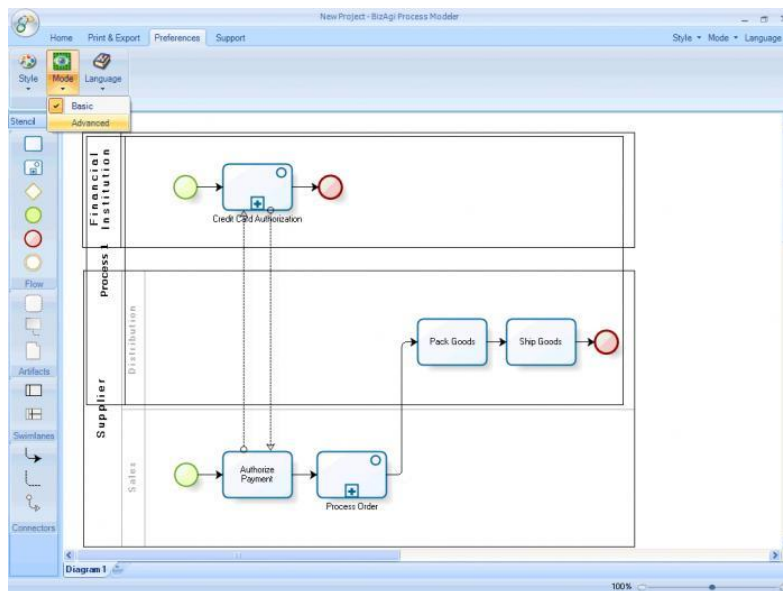 New Project - BizAgi Process Modeler
Home Print & Export Preferences Support
Style Mode Language
Style Mode Language
Basic
Advanced
Stencil
Flow
Artifacts
Swimlanes
Connectors
Process 1
Financial
Institution
Credit Card Authorization
Supplier
Distribution
Pack Goods
Ship Goods
Sales
Authorize
Payment
Process Order
Diagram 1
100%